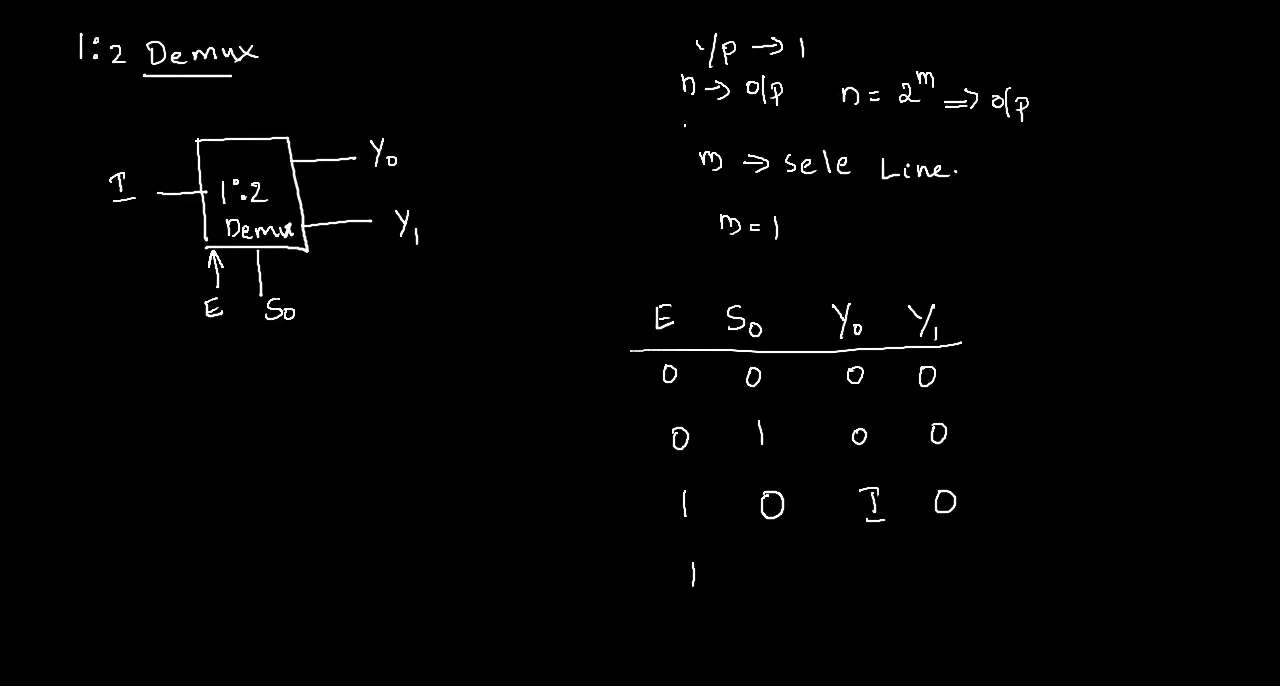 1:2 Demux
I/P → 1
n → O/P n = 2^m ⇒ O/P
m → sele Line.
m = 1
I
1:2
Demux
Y0
Y1
E S0
E S0 Y0 Y1
0 0 0 0
0 1 0 0
1 0 I 0
1